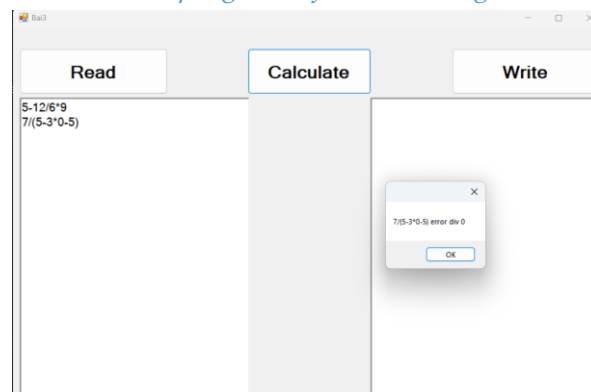 Bai3
Read
Calculate
Write
5-12/6*9
7/(5-3*0-5)
7/(5-3*0-5) error div 0
OK